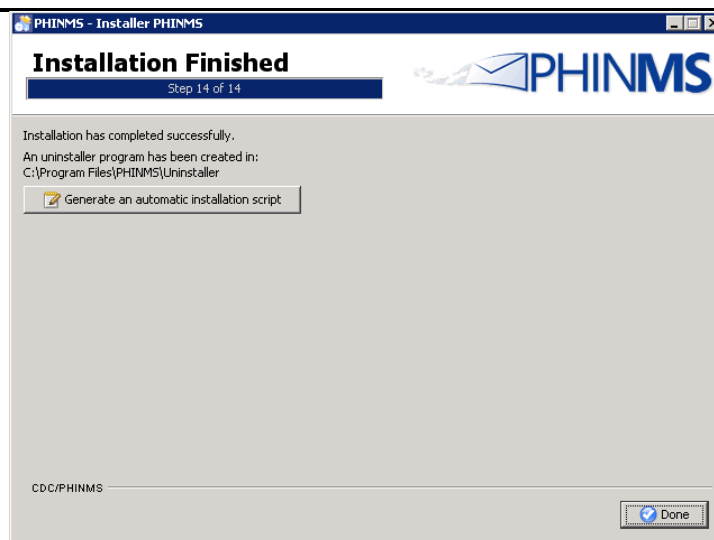 PHINMS - Installer PHINMS
Installation Finished
Step 14 of 14
PHINMS
Installation has completed successfully.
An uninstaller program has been created in:
C:\Program Files\PHINMS\Uninstaller
Generate an automatic installation script
CDC/PHINMS
Done